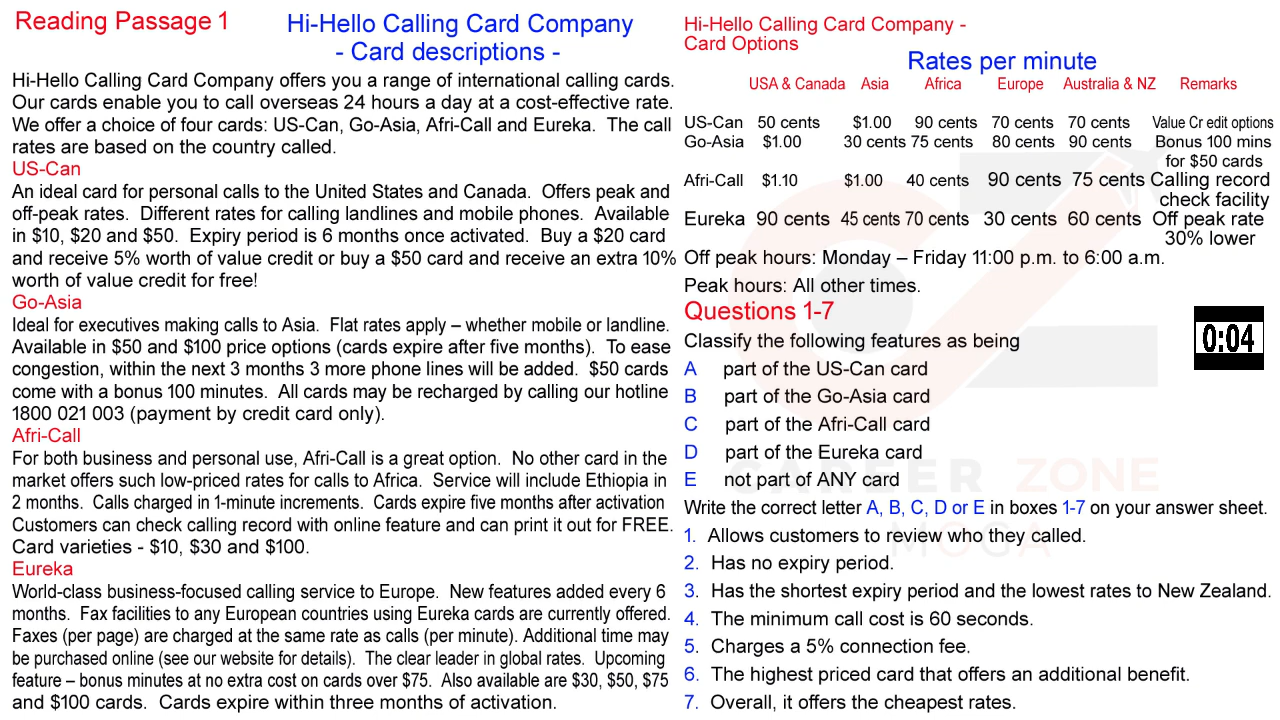 Reading Passage 1
Hi-Hello Calling Card Company
- Card descriptions -
Hi-Hello Calling Card Company offers you a range of international calling cards.
Our cards enable you to call overseas 24 hours a day at a cost-effective rate.
We offer a choice of four cards: US-Can, Go-Asia, Afri-Call and Eureka. The call
rates are based on the country called.
US-Can
An ideal card for personal calls to the United States and Canada. Offers peak and
off-peak rates. Different rates for calling landlines and mobile phones. Available
in $10, $20 and $50. Expiry period is 6 months once activated. Buy a $20 card
and receive 5% worth of value credit or buy a $50 card and receive an extra 10%
worth of value credit for free!
Go-Asia
Ideal for executives making calls to Asia. Flat rates apply – whether mobile or landline.
Available in $50 and $100 price options (cards expire after five months). To ease
congestion, within the next 3 months 3 more phone lines will be added. $50 cards
come with a bonus 100 minutes. All cards may be recharged by calling our hotline
1800 021 003 (payment by credit card only).
Afri-Call
For both business and personal use, Afri-Call is a great option. No other card in the
market offers such low-priced rates for calls to Africa. Service will include Ethiopia in
2 months. Calls charged in 1-minute increments. Cards expire five months after activation
Customers can check calling record with online feature and can print it out for FREE.
Card varieties - $10, $30 and $100.
Eureka
World-class business-focused calling service to Europe. New features added every 6
months. Fax facilities to any European countries using Eureka cards are currently offered.
Faxes (per page) are charged at the same rate as calls (per minute). Additional time may
be purchased online (see our website for details). The clear leader in global rates. Upcoming
feature – bonus minutes at no extra cost on cards over $75. Also available are $30, $50, $75
and $100 cards. Cards expire within three months of activation.
Hi-Hello Calling Card Company -
Card Options
Rates per minute
USA & Canada Asia Africa Europe Australia & NZ Remarks
US-Can 50 cents $1.00 90 cents 70 cents 70 cents Value Cr edit options
Go-Asia $1.00 30 cents 75 cents 80 cents 90 cents Bonus 100 mins
for $50 cards
Afri-Call $1.10 $1.00 40 cents 90 cents 75 cents Calling record
check facility
Eureka 90 cents 45 cents 70 cents 30 cents 60 cents Off peak rate
30% lower
Off peak hours: Monday – Friday 11:00 p.m. to 6:00 a.m.
Peak hours: All other times.
Questions 1-7
0:04
Classify the following features as being
A part of the US-Can card
B part of the Go-Asia card
C part of the Afri-Call card
D part of the Eureka card
E not part of ANY card
CAREER ZONE
MOGA
Write the correct letter A, B, C, D or E in boxes 1-7 on your answer sheet.
1. Allows customers to review who they called.
2. Has no expiry period.
3. Has the shortest expiry period and the lowest rates to New Zealand.
4. The minimum call cost is 60 seconds.
5. Charges a 5% connection fee.
6. The highest priced card that offers an additional benefit.
7. Overall, it offers the cheapest rates.